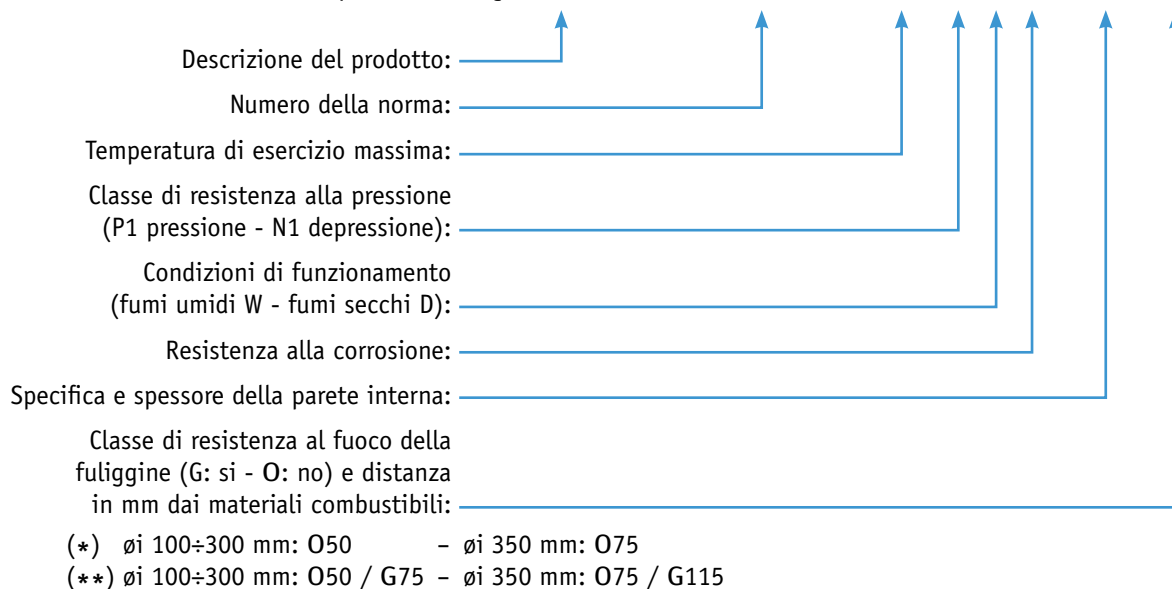 Descrizione del prodotto:
Numero della norma:
Temperatura di esercizio massima:
Classe di resistenza alla pressione
(P1 pressione - N1 depressione):
Condizioni di funzionamento
(fumi umidi W - fumi secchi D):
Resistenza alla corrosione:
Specifica e spessore della parete interna:
Classe di resistenza al fuoco della
fuliggine (G: si - O: no) e distanza
in mm dai materiali combustibili:
(*) øi 100÷300 mm: O50 – øi 350 mm: O75
(**) øi 100÷300 mm: O50 / G75 – øi 350 mm: O75 / G115